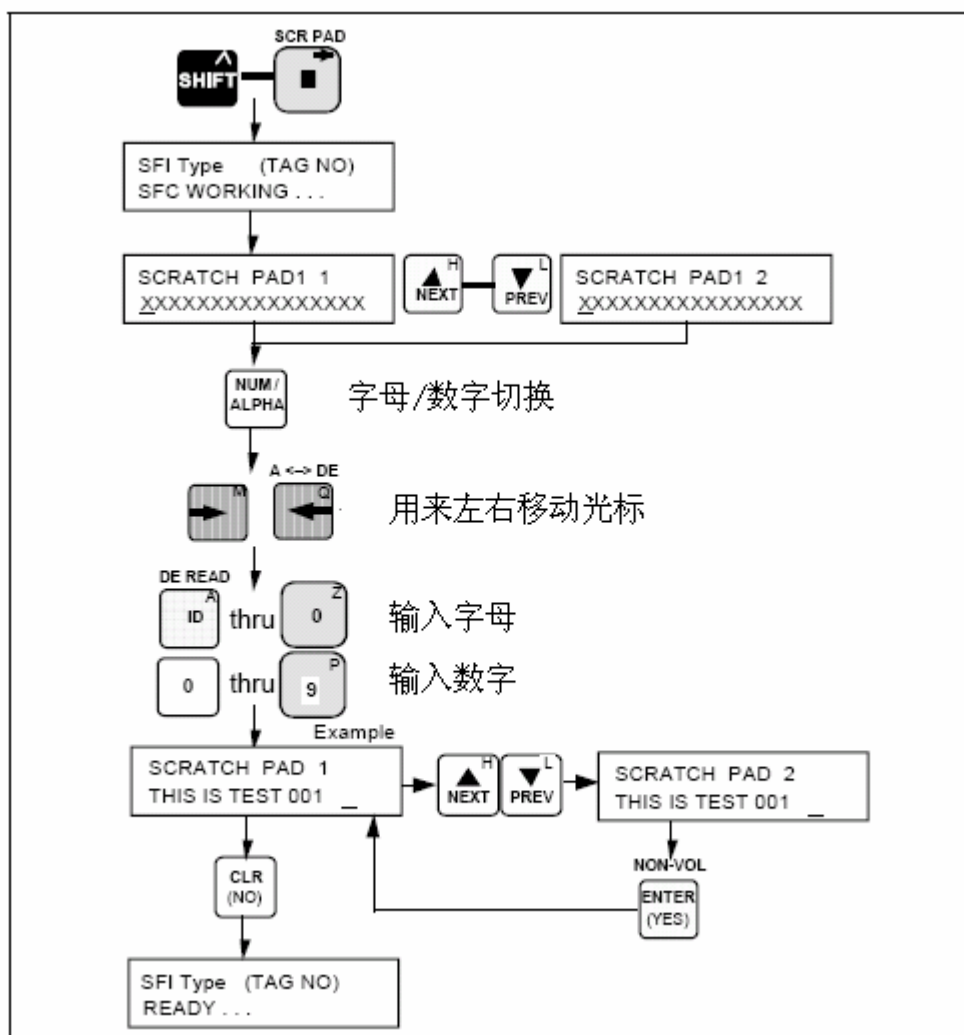 SCR PAD
SHIFT
SFI Type (TAG NO)
SFC WORKING . . .
SCRATCH PAD1 1
XXXXXXXXXXXXXXXX
H
NEXT
L
PREV
SCRATCH PAD1 2
XXXXXXXXXXXXXXXX
NUM/
ALPHA
字母/数字切换
A <--> DE
M
Q
用来左右移动光标
DE READ
A
ID
thru
Z
0
输入字母
0
thru
P
9
输入数字
Example
SCRATCH PAD 1
THIS IS TEST 001 _
H
NEXT
L
PREV
SCRATCH PAD 2
THIS IS TEST 001 _
NON-VOL
CLR
(NO)
ENTER
(YES)
SFI Type (TAG NO)
READY . . .